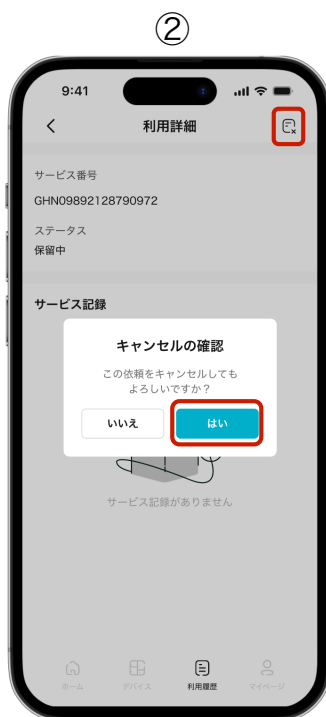 ②
9:41
利用詳細
サービス番号
GHN09892128790972
ステータス
保留中
サービス記録
キャンセルの確認
この依頼をキャンセルしても
よろしいですか？
いいえ
はい
サービス記録がありません
ホーム
デバイス
利用履歴
マイページ